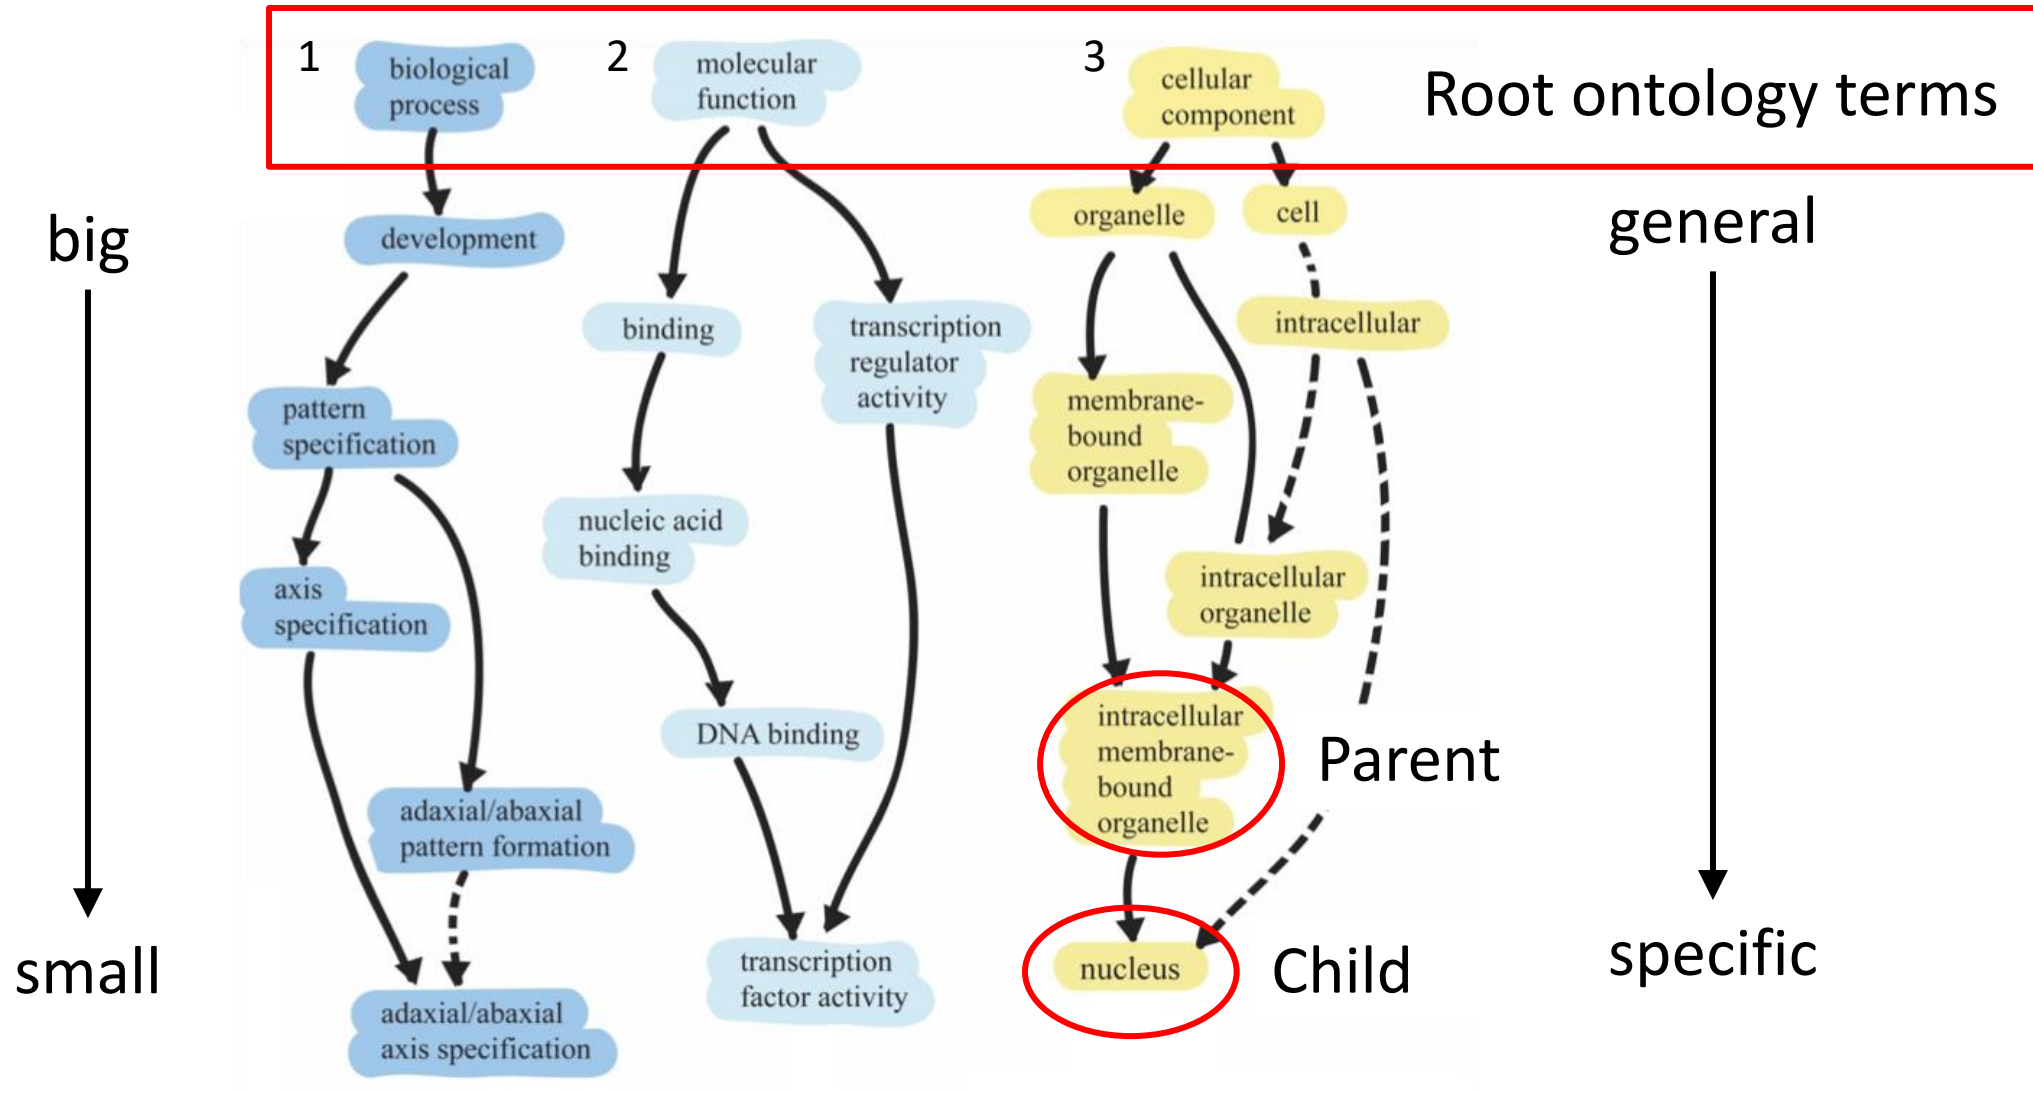 1
biological
process
2
molecular
function
3
cellular
component
Root ontology terms
big
small
general
specific
development
pattern
specification
axis
specification
adaxial/abaxial
pattern formation
adaxial/abaxial
axis specification
binding
transcription
regulator
activity
nucleic acid
binding
DNA binding
transcription
factor activity
organelle
cell
intracellular
membrane-
bound
organelle
intracellular
organelle
intracellular
membrane-
bound
organelle
Parent
nucleus
Child